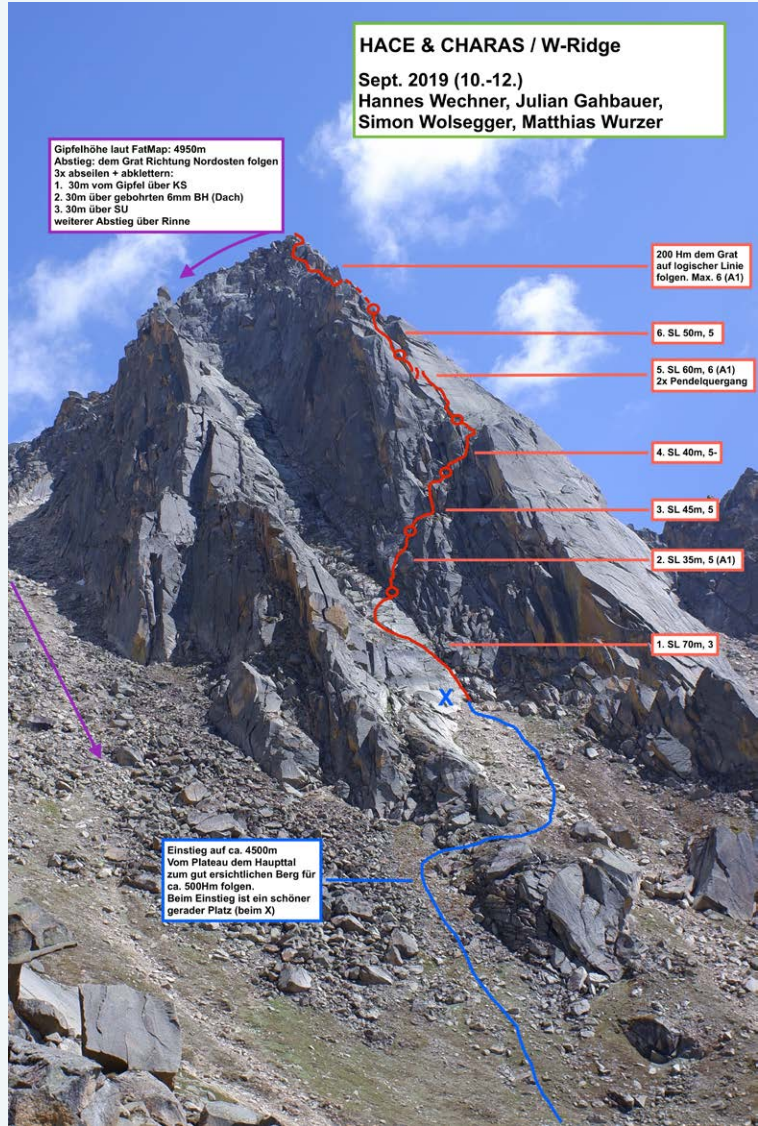 HACE & CHARAS / W-Ridge
Sept. 2019 (10.-12.)
Hannes Wechner, Julian Gahbauer,
Simon Wolsegger, Matthias Wurzer
Gipfelhöhe laut FatMap: 4950m
Abstieg: dem Grat Richtung Nordosten folgen
3x abseilen + abklettern:
1. 30m vom Gipfel über KS
2. 30m über gebohrten 6mm BH (Dach)
3. 30m über SU
weiterer Abstieg über Rinne
200 Hm dem Grat
auf logischer Linie
folgen. Max. 6 (A1)
6. SL 50m, 5
5. SL 60m, 6 (A1)
2x Pendelquergang
4. SL 40m, 5-
3. SL 45m, 5
2. SL 35m, 5 (A1)
1. SL 70m, 3
X
Einstieg auf ca. 4500m
Vom Plateau dem Haupttal
zum gut ersichtlichen Berg für
ca. 500Hm folgen.
Beim Einstieg ist ein schöner
gerader Platz (beim X)